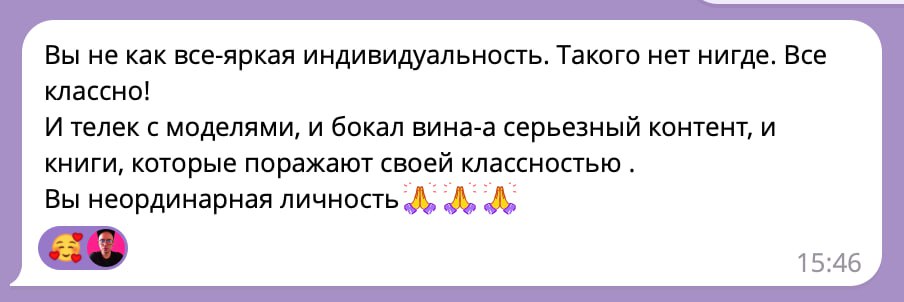 Вы не как все-яркая индивидуальность. Такого нет нигде. Все
классно!
И телек с моделями, и бокал вина-а серьезный контент, и
книги, которые поражают своей классностью .
Вы неординарная личность🙏🙏🙏
15:46